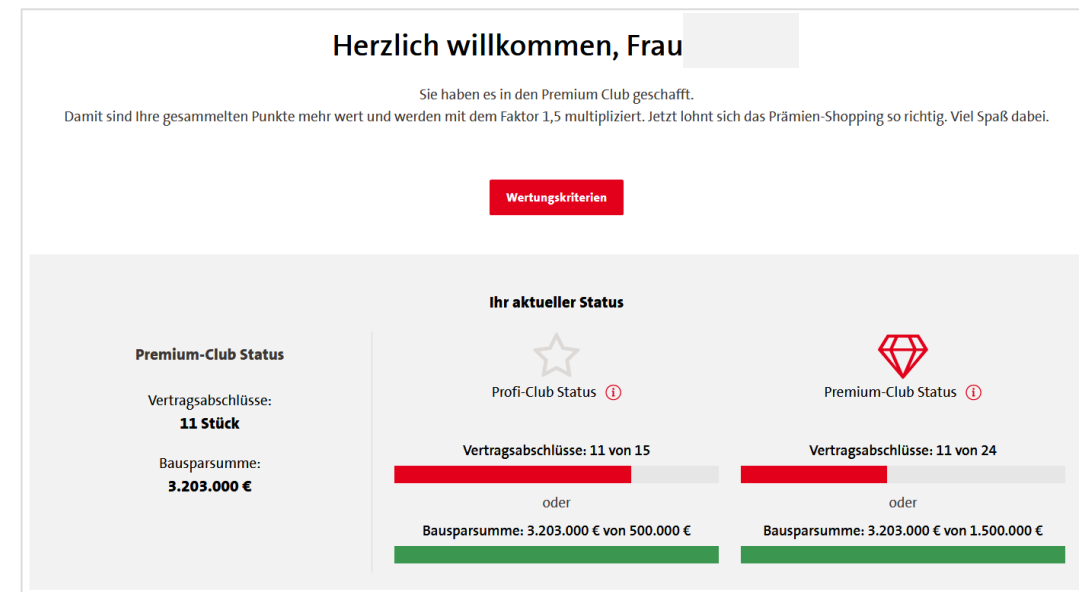 Herzlich willkommen, Frau
Sie haben es in den Premium Club geschafft.
Damit sind Ihre gesammelten Punkte mehr wert und werden mit dem Faktor 1,5 multipliziert. Jetzt lohnt sich das Prämien-Shopping so richtig. Viel Spaß dabei.
Wertungskriterien
Ihr aktueller Status
Premium-Club Status
Vertragsabschlüsse:
11 Stück
Bausparsumme:
3.203.000 €
Profi-Club Status i
Vertragsabschlüsse: 11 von 15
oder
Bausparsumme: 3.203.000 € von 500.000 €
Premium-Club Status i
Vertragsabschlüsse: 11 von 24
oder
Bausparsumme: 3.203.000 € von 1.500.000 €